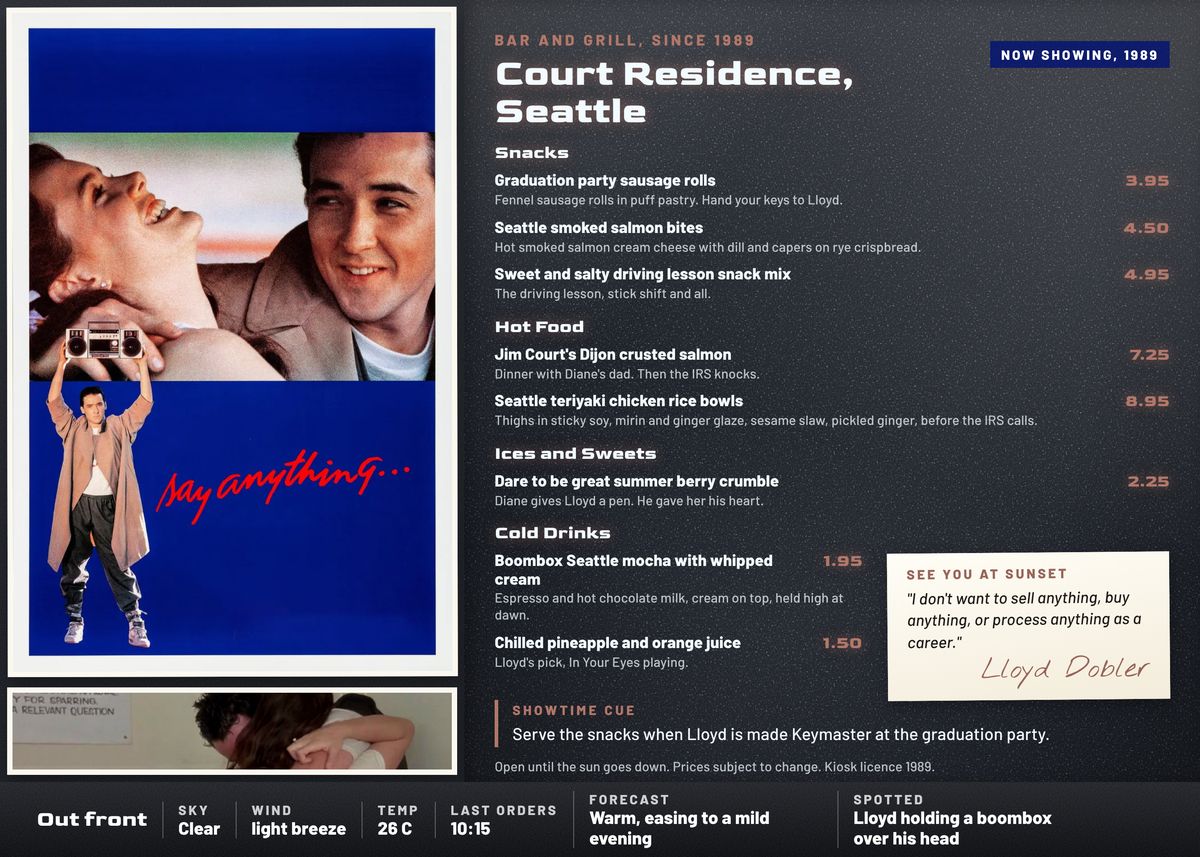 say anything...
Y FOR SPARRING.
A RELEVANT QUESTION
BAR AND GRILL, SINCE 1989
Court Residence,
Seattle
NOW SHOWING, 1989
Snacks
Graduation party sausage rolls 3.95
Fennel sausage rolls in puff pastry. Hand your keys to Lloyd.
Seattle smoked salmon bites 4.50
Hot smoked salmon cream cheese with dill and capers on rye crispbread.
Sweet and salty driving lesson snack mix 4.95
The driving lesson, stick shift and all.
Hot Food
Jim Court's Dijon crusted salmon 7.25
Dinner with Diane's dad. Then the IRS knocks.
Seattle teriyaki chicken rice bowls 8.95
Thighs in sticky soy, mirin and ginger glaze, sesame slaw, pickled ginger, before the IRS calls.
Ices and Sweets
Dare to be great summer berry crumble 2.25
Diane gives Lloyd a pen. He gave her his heart.
Cold Drinks
Boombox Seattle mocha with whipped 1.95
cream
Espresso and hot chocolate milk, cream on top, held high at
dawn.
Chilled pineapple and orange juice 1.50
Lloyd's pick, In Your Eyes playing.
SEE YOU AT SUNSET
"I don't want to sell anything, buy
anything, or process anything as a
career."
Lloyd Dobler
SHOWTIME CUE
Serve the snacks when Lloyd is made Keymaster at the graduation party.
Open until the sun goes down. Prices subject to change. Kiosk licence 1989.
Out front
SKY
Clear
WIND
light breeze
TEMP
26 C
LAST ORDERS
10:15
FORECAST
Warm, easing to a mild
evening
SPOTTED
Lloyd holding a boombox
over his head